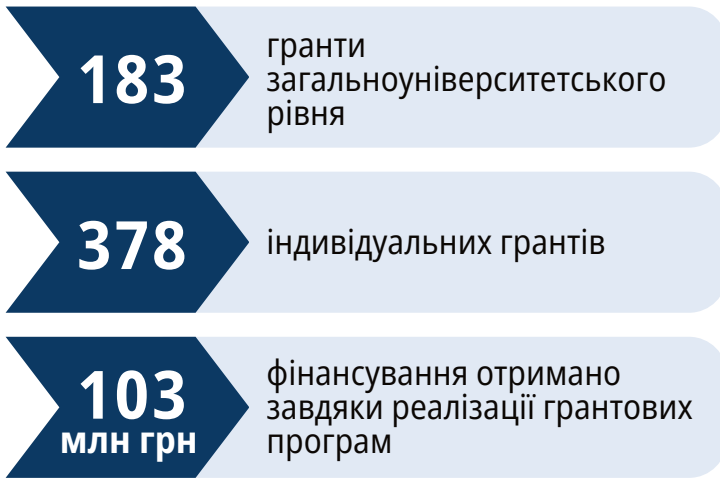 183
гранти
загальноуніверситетського
рівня
378
індивідуальних грантів
103
млн грн
фінансування отримано
завдяки реалізації грантових
програм